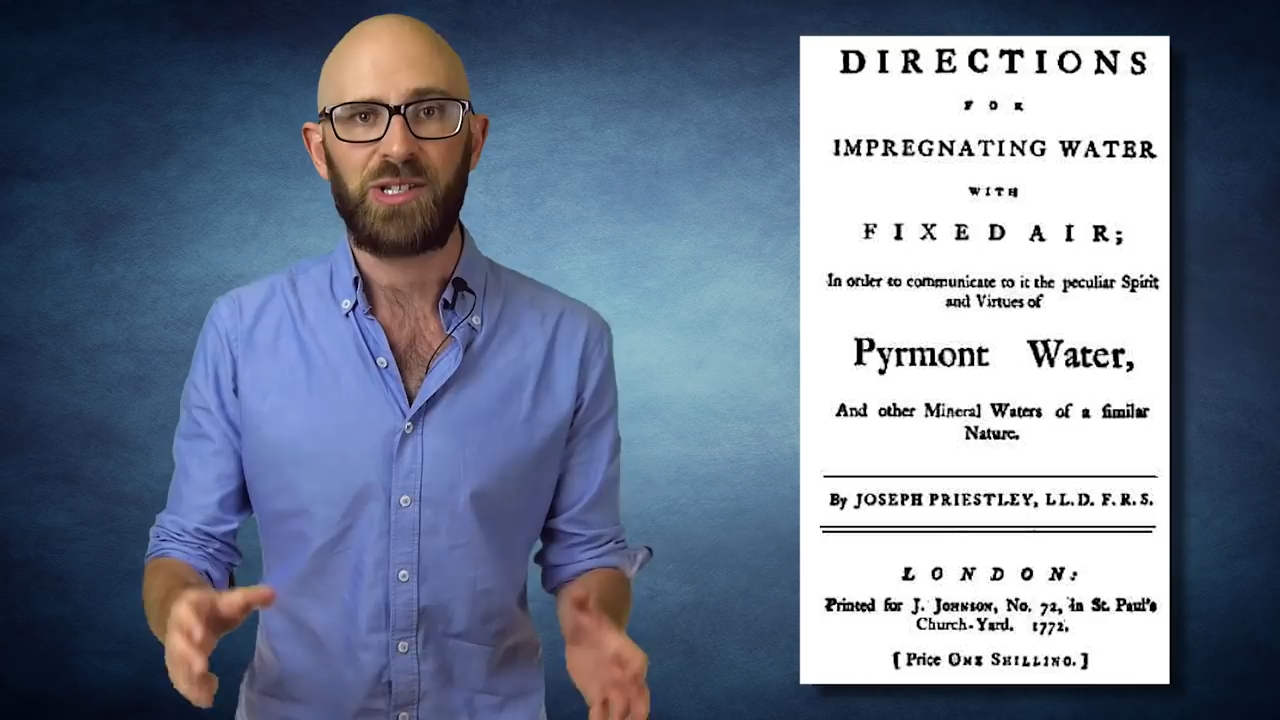 DIRECTIONS
FOR
IMPREGNATING WATER
WITH
FIXED AIR;
In order to communicate to it the peculiar Spirit
and Virtues of
Pyrmont Water,
And other Mineral Waters of a ſimilar
Nature.
By JOSEPH PRIESTLEY, LL.D. F.R.S.
LONDON:
Printed for J. JOHNSON, No. 72, in St. Paul's
Church-Yard. 1772.
[ Price ONE SHILLING. ]